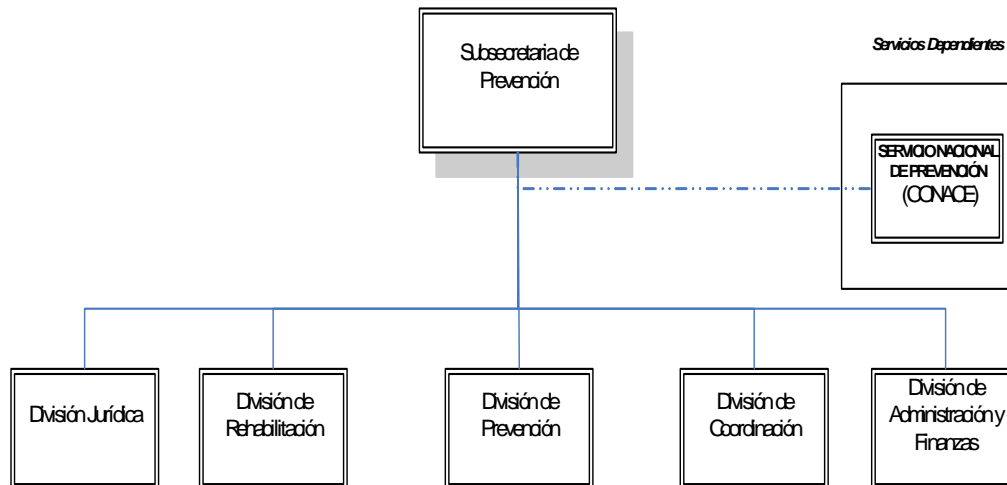 Subsecretaria de
Prevención
Servicios Dependientes
SERVICIO NACIONAL
DE PREVENCIÓN
(CONACE)
División Jurídica
División de
Rehabilitación
División de
Prevención
División de
Coordinación
División de
Administración y
Finanzas